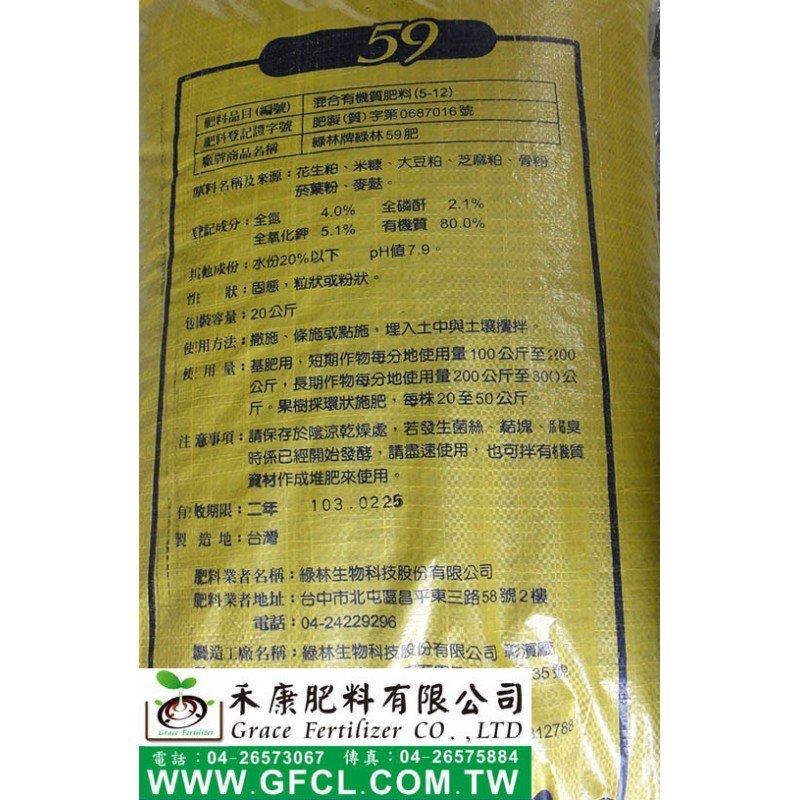 59
肥料品目(編號) 混合有機質肥料(5-12)
肥料登記證字號 肥製(質)字第0687016號
廠牌商品名稱 綠林牌綠林59肥
原料名稱及來源：花生粕、米糠、大豆粕、芝麻粕、骨粉
菸葉粉、麥麩。
登記成分：全氮 4.0% 全磷酐 2.1%
全氧化鉀 5.1% 有機質 80.0%
其他成份：水份20%以下 pH值7.9。
性 狀：固態，粒狀或粉狀。
包裝容量：20公斤
使用方法：撒施、條施或點施，埋入土中與土壤攪拌。
使 用 量：基肥用，短期作物每分地使用量100公斤至200
公斤，長期作物每分地使用量200公斤至300公
斤。果樹採環狀施肥，每株20至50公斤。
注 意事項：請保存於陰涼乾燥處，若發生菌絲、結塊、腐臭
時係已經開始發酵，請盡速使用，也可拌有機質
資材作成堆肥來使用。
有效期限：二年 103.0225
製 造 地：台灣
肥料業者名稱：綠林生物科技股份有限公司
肥料業者地址：台中市北屯區昌平東三路58號2樓
電話：04-24229296
製造工廠名稱：綠林生物科技股份有限公司 彰濱廠
35號
312788
禾康肥料有限公司
Grace Fertilizer CO.,LTD
Grace Fertilizer
電話：04-26573067 傳真：04-26575884
WWW.GFCL.COM.TW